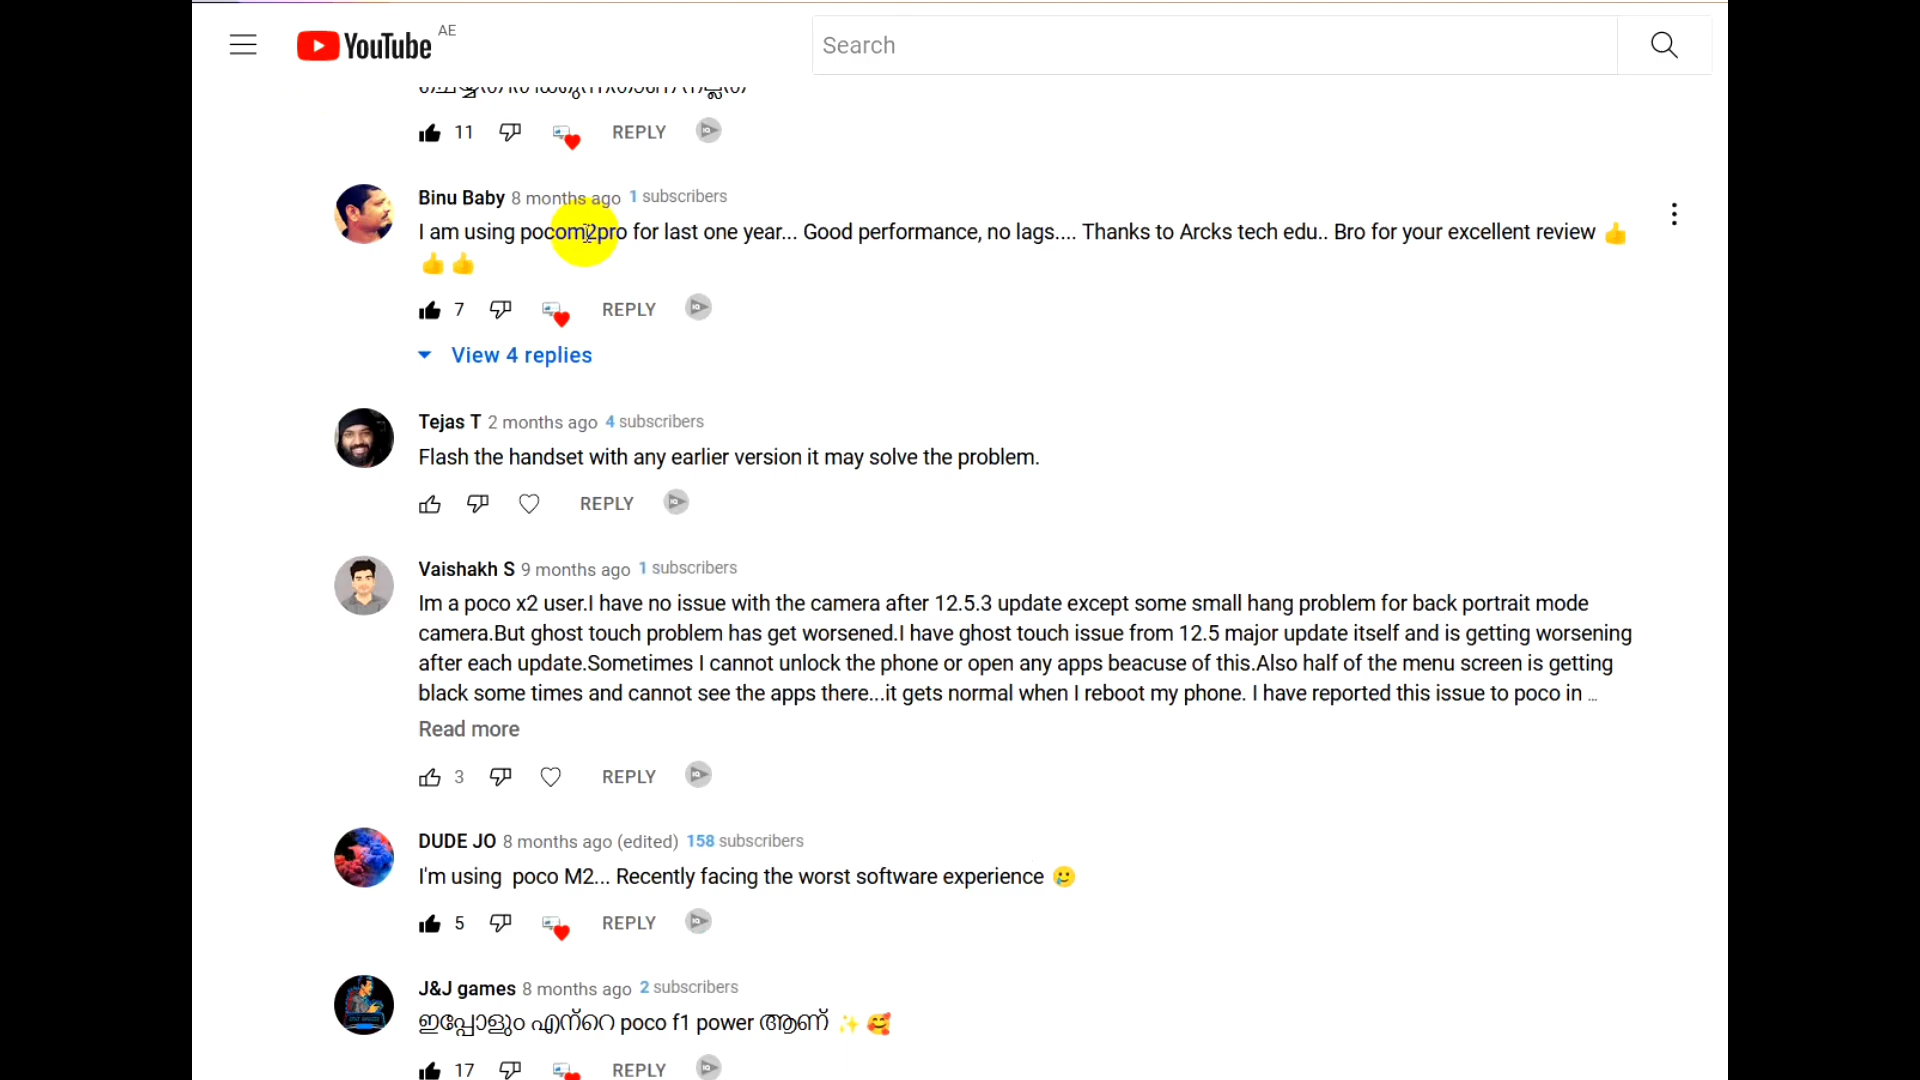 YouTube AE
Search
11 REPLY
Binu Baby 8 months ago 1 subscribers
I am using pocom2pro for last one year... Good performance, no lags.... Thanks to Arcks tech edu.. Bro for your excellent review 👍
👍👍
7 REPLY
View 4 replies
Tejas T 2 months ago 4 subscribers
Flash the handset with any earlier version it may solve the problem.
REPLY
Vaishakh S 9 months ago 1 subscribers
Im a poco x2 user.I have no issue with the camera after 12.5.3 update except some small hang problem for back portrait mode
camera.But ghost touch problem has get worsened.I have ghost touch issue from 12.5 major update itself and is getting worsening
after each update.Sometimes I cannot unlock the phone or open any apps beacuse of this.Also half of the menu screen is getting
black some times and cannot see the apps there...it gets normal when I reboot my phone. I have reported this issue to poco in ...
Read more
3 REPLY
DUDE JO 8 months ago (edited) 158 subscribers
I'm using poco M2... Recently facing the worst software experience 🥲
5 REPLY
J&J games 8 months ago 2 subscribers
ഇപ്പോളും എന്റെ poco f1 power ആണ് ✨🥰
17 REPLY